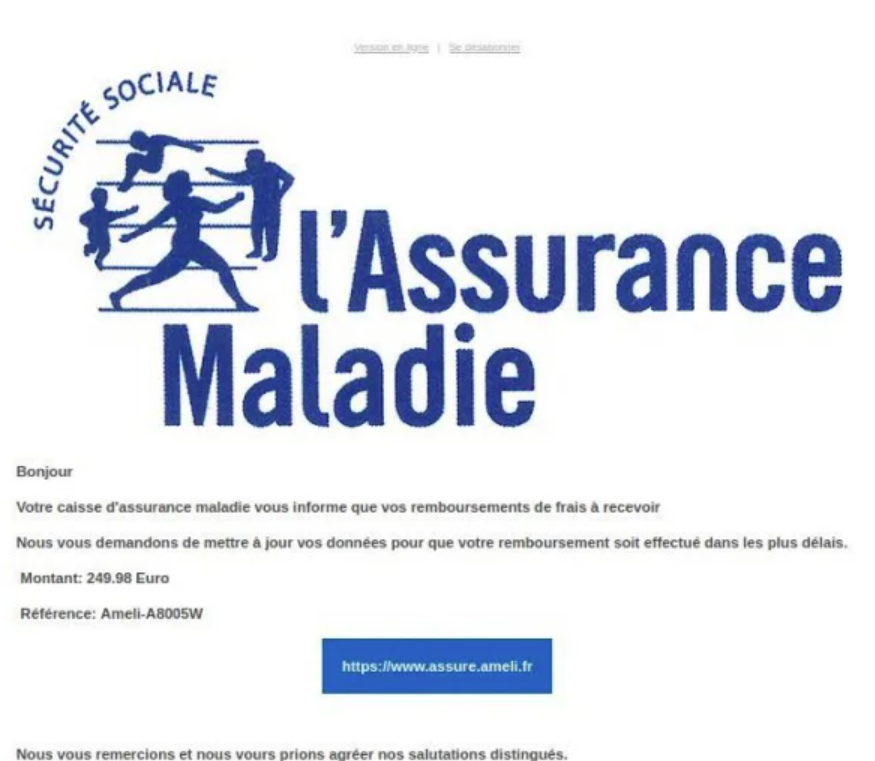 Version en ligne | Se désabonner
SÉCURITÉ SOCIALE
l'Assurance
Maladie
Bonjour
Votre caisse d'assurance maladie vous informe que vos remboursements de frais à recevoir
Nous vous demandons de mettre à jour vos données pour que votre remboursement soit effectué dans les plus délais.
Montant: 249.98 Euro
Référence: Ameli-A8005W
https://www.assure.ameli.fr
Nous vous remercions et nous vours prions agréer nos salutations distingués.